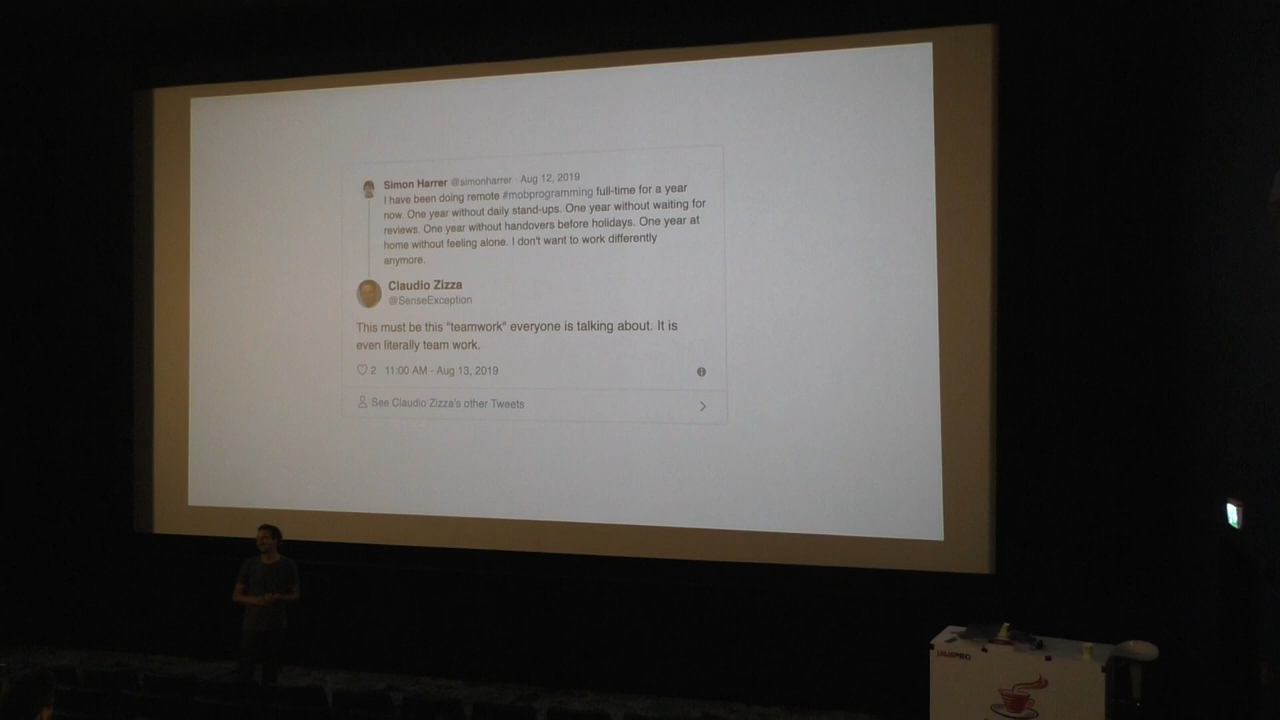 Simon Harrer @simonharrer · Aug 12, 2019
I have been doing remote #mobprogramming full-time for a year
now. One year without daily stand-ups. One year without waiting for
reviews. One year without handovers before holidays. One year at
home without feeling alone. I don't want to work differently
anymore.
Claudio Zizza
@SenseException
This must be this "teamwork" everyone is talking about. It is
even literally team work.
2 11:00 AM - Aug 13, 2019
See Claudio Zizza's other Tweets